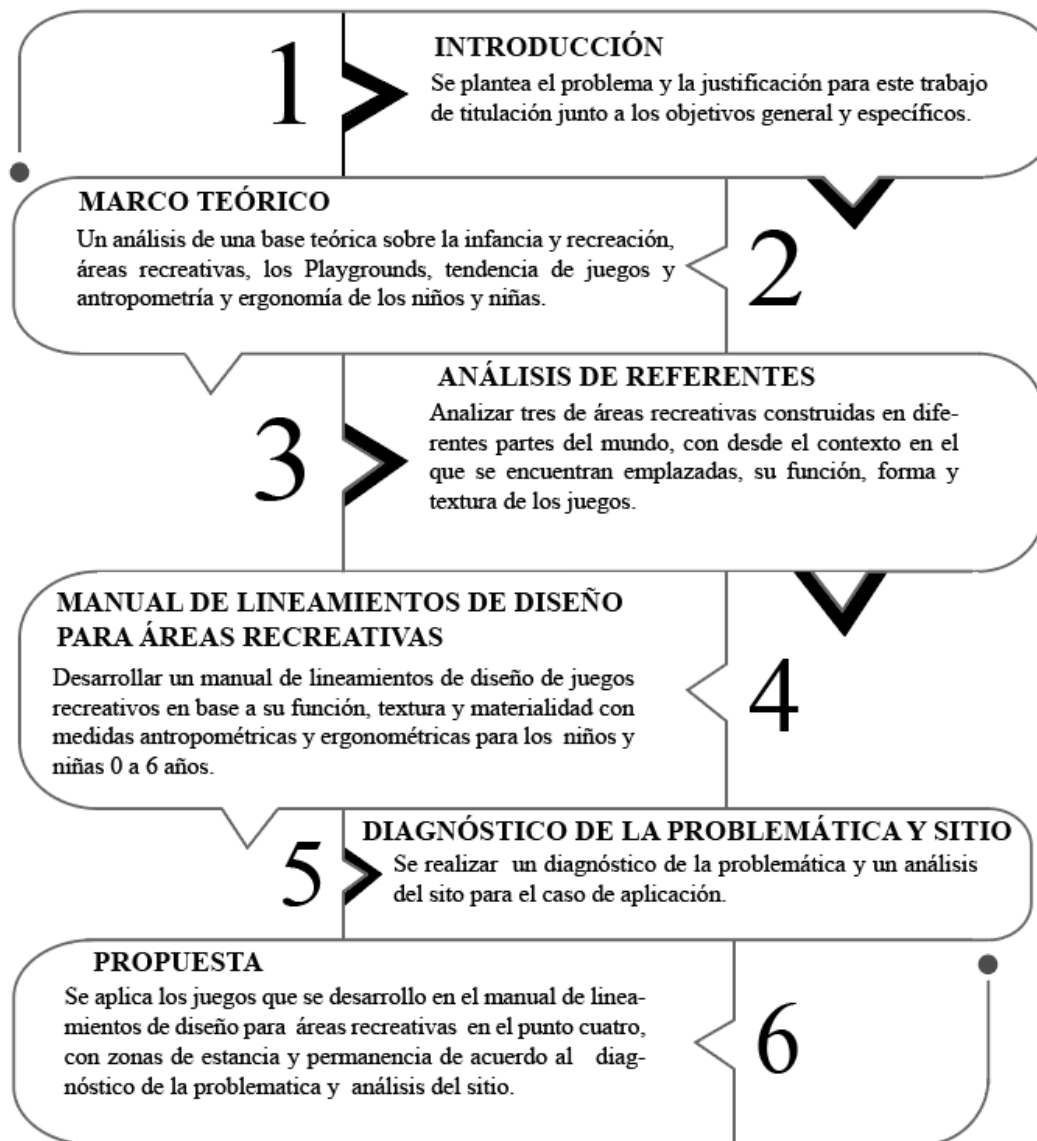 1
INTRODUCCIÓN
Se plantea el problema y la justificación para este trabajo
de titulación junto a los objetivos general y específicos.
MARCO TEÓRICO
Un análisis de una base teórica sobre la infancia y recreación,
áreas recreativas, los Playgrounds, tendencia de juegos y
antropometría y ergonomía de los niños y niñas.
2
3
ANÁLISIS DE REFERENTES
Analizar tres de áreas recreativas construidas en dife-
rentes partes del mundo, con desde el contexto en el
que se encuentran emplazadas, su función, forma y
textura de los juegos.
MANUAL DE LINEAMIENTOS DE DISEÑO
PARA ÁREAS RECREATIVAS
Desarrollar un manual de lineamientos de diseño de juegos
recreativos en base a su función, textura y materialidad con
medidas antropométricas y ergonométricas para los niños y
niñas 0 a 6 años.
4
5
DIAGNÓSTICO DE LA PROBLEMÁTICA Y SITIO
Se realizar un diagnóstico de la problemática y un análisis
del sito para el caso de aplicación.
PROPUESTA
Se aplica los juegos que se desarrollo en el manual de linea-
mientos de diseño para áreas recreativas en el punto cuatro,
con zonas de estancia y permanencia de acuerdo al diag-
nóstico de la problematica y análisis del sitio.
6